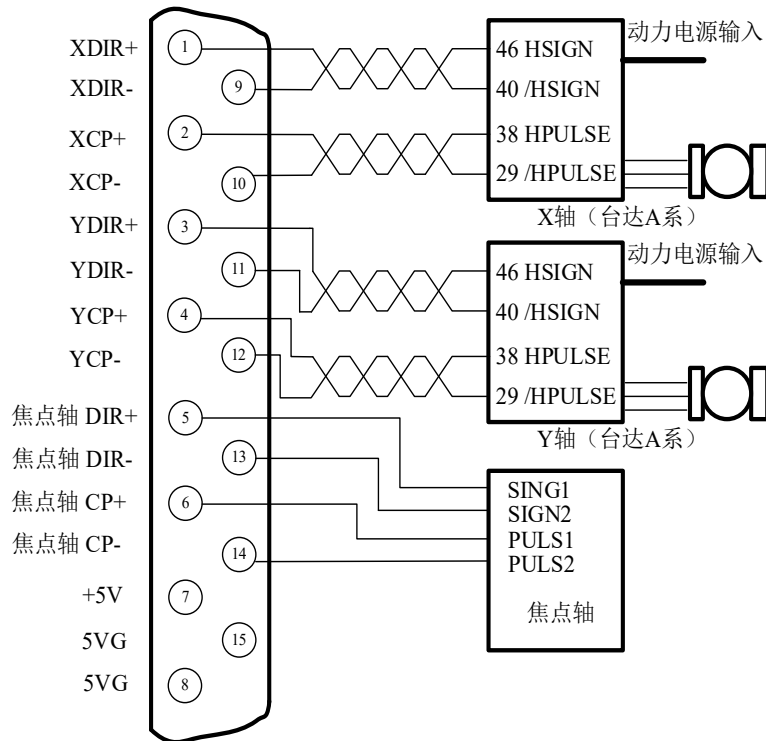 XDIR+
1
XDIR-
9
XCP+
2
XCP-
10
YDIR+
3
YDIR-
11
YCP+
4
YCP-
12
焦点轴 DIR+
5
焦点轴 DIR-
13
焦点轴 CP+
6
焦点轴 CP-
14
+5V
7
5VG
15
5VG
8
46 HSIGN
40 /HSIGN
38 HPULSE
29 /HPULSE
动力电源输入
X轴（台达A系）
46 HSIGN
40 /HSIGN
38 HPULSE
29 /HPULSE
动力电源输入
Y轴（台达A系）
SING1
SIGN2
PULS1
PULS2
焦点轴